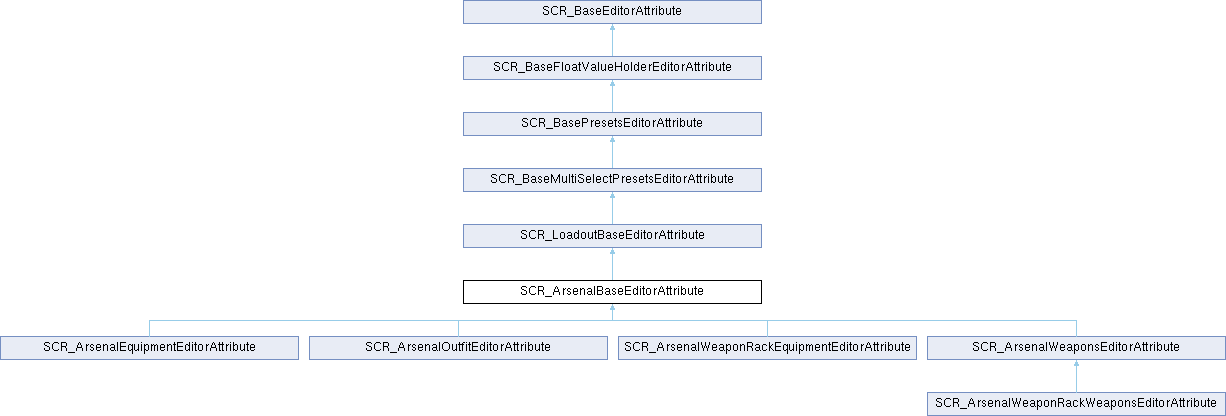 SCR_BaseEditorAttribute
SCR_BaseFloatValueHolderEditorAttribute
SCR_BasePresetsEditorAttribute
SCR_BaseMultiSelectPresetsEditorAttribute
SCR_LoadoutBaseEditorAttribute
SCR_ArsenalBaseEditorAttribute
SCR_ArsenalEquipmentEditorAttribute
SCR_ArsenalOutfitEditorAttribute
SCR_ArsenalWeaponRackEquipmentEditorAttribute
SCR_ArsenalWeaponsEditorAttribute
SCR_ArsenalWeaponRackWeaponsEditorAttribute